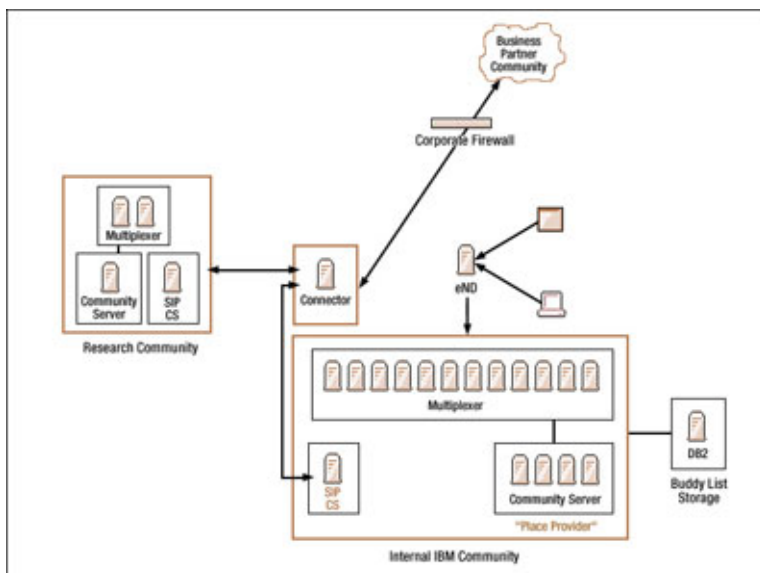 Business
Partner
Community
Corporate Firewall
Multiplexer
Community
Server
SIP
CS
Research Community
Connector
eND
Multiplexer
SIP
CS
Community Server
"Place Provider"
DB2
Buddy List
Storage
Internal IBM Community